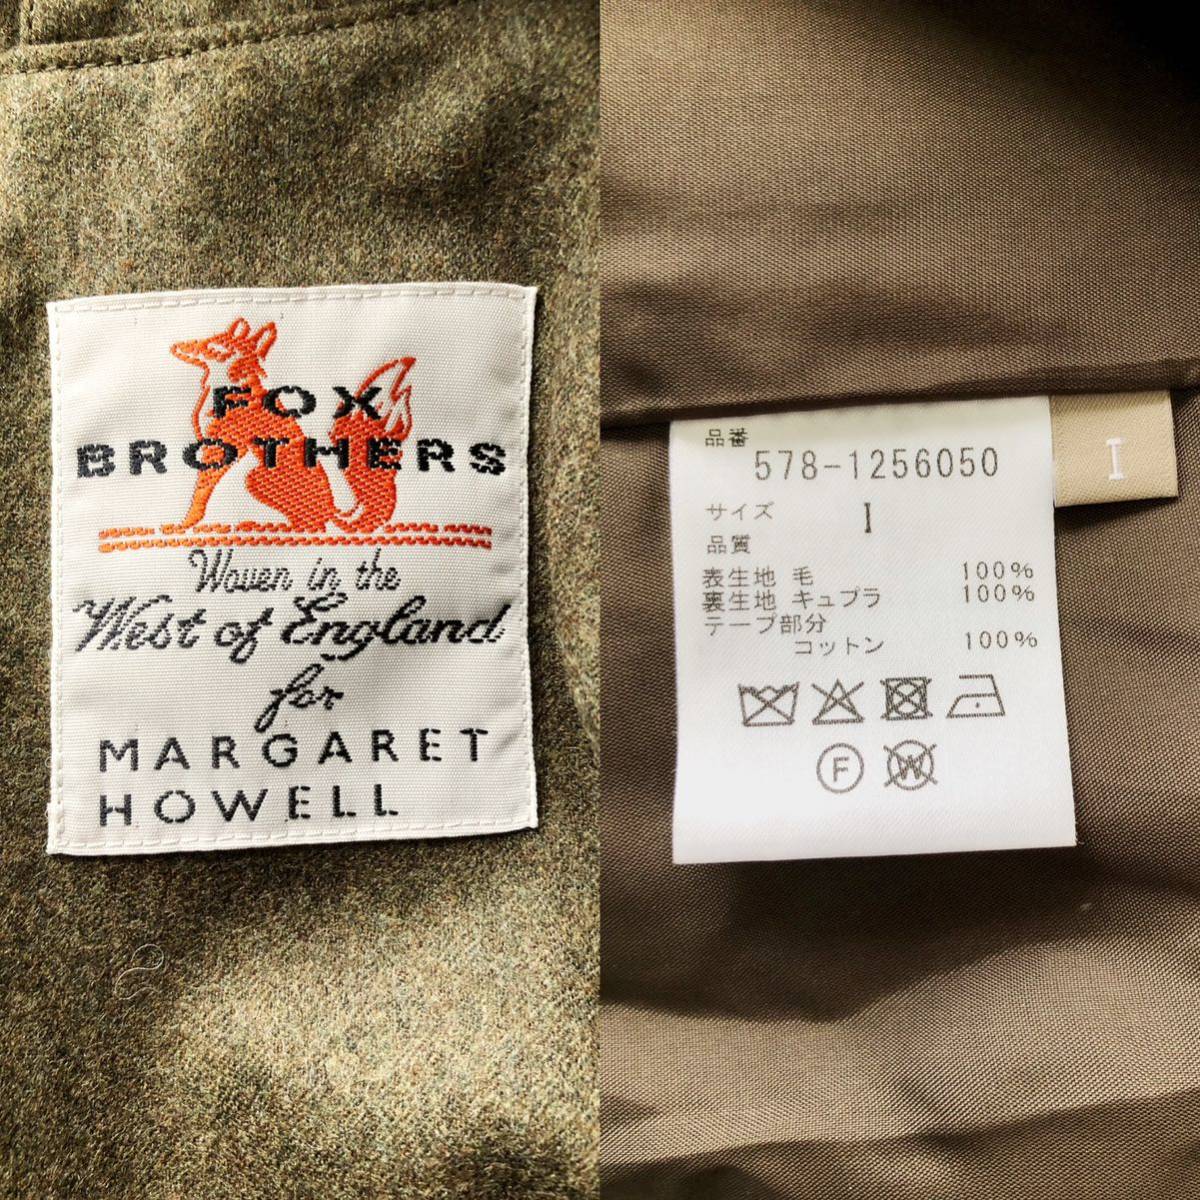 FOX
BROTHERS
Woven in the
West of England
for
MARGARET
HOWELL
品番
578-1256050
サイズ I
品質
表生地 毛 100%
裏生地 キュプラ 100%
テープ部分
コットン 100%
F
W
I